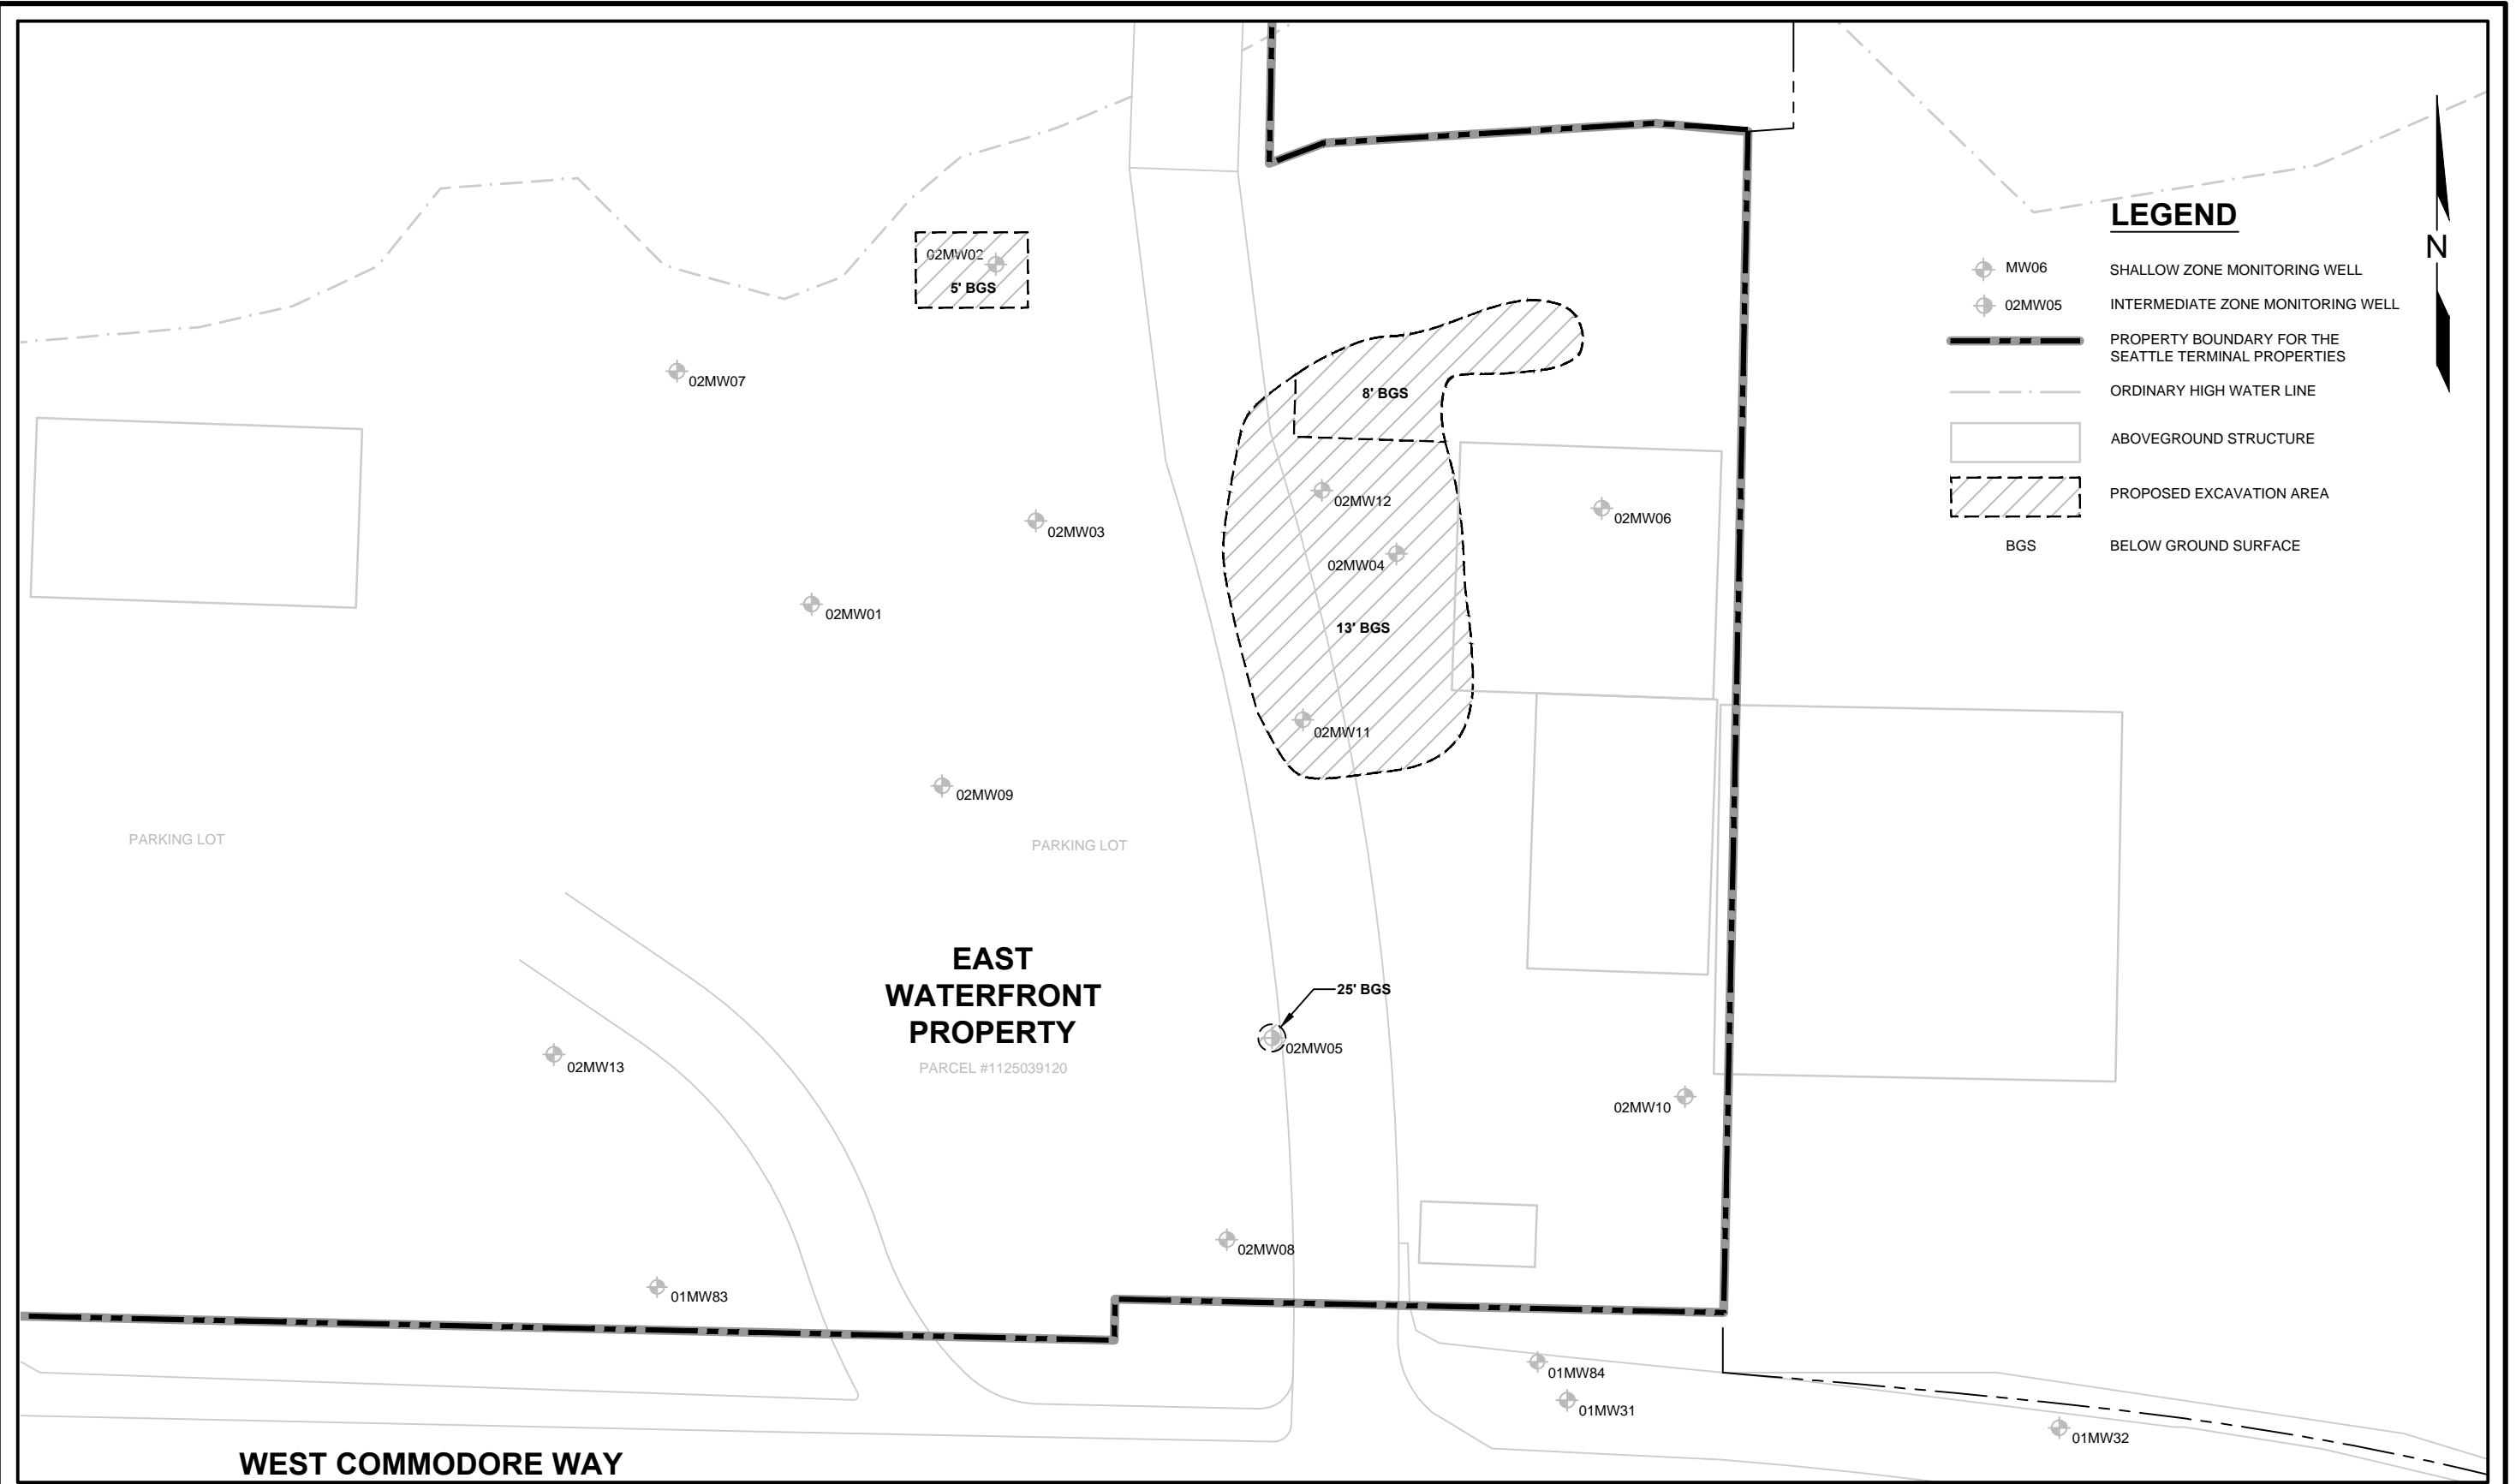 LEGEND
N
MW06 SHALLOW ZONE MONITORING WELL
02MW05 INTERMEDIATE ZONE MONITORING WELL
PROPERTY BOUNDARY FOR THE
SEATTLE TERMINAL PROPERTIES
ORDINARY HIGH WATER LINE
ABOVEGROUND STRUCTURE
PROPOSED EXCAVATION AREA
BGS BELOW GROUND SURFACE
02MW02
5' BGS
02MW07
8' BGS
02MW12
02MW06
02MW03
02MW04
02MW01
13' BGS
02MW11
02MW09
PARKING LOT
PARKING LOT
EAST
WATERFRONT
PROPERTY
PARCEL #1125039120
25' BGS
02MW05
02MW13
02MW10
02MW08
01MW83
01MW84
01MW31
01MW32
WEST COMMODORE WAY